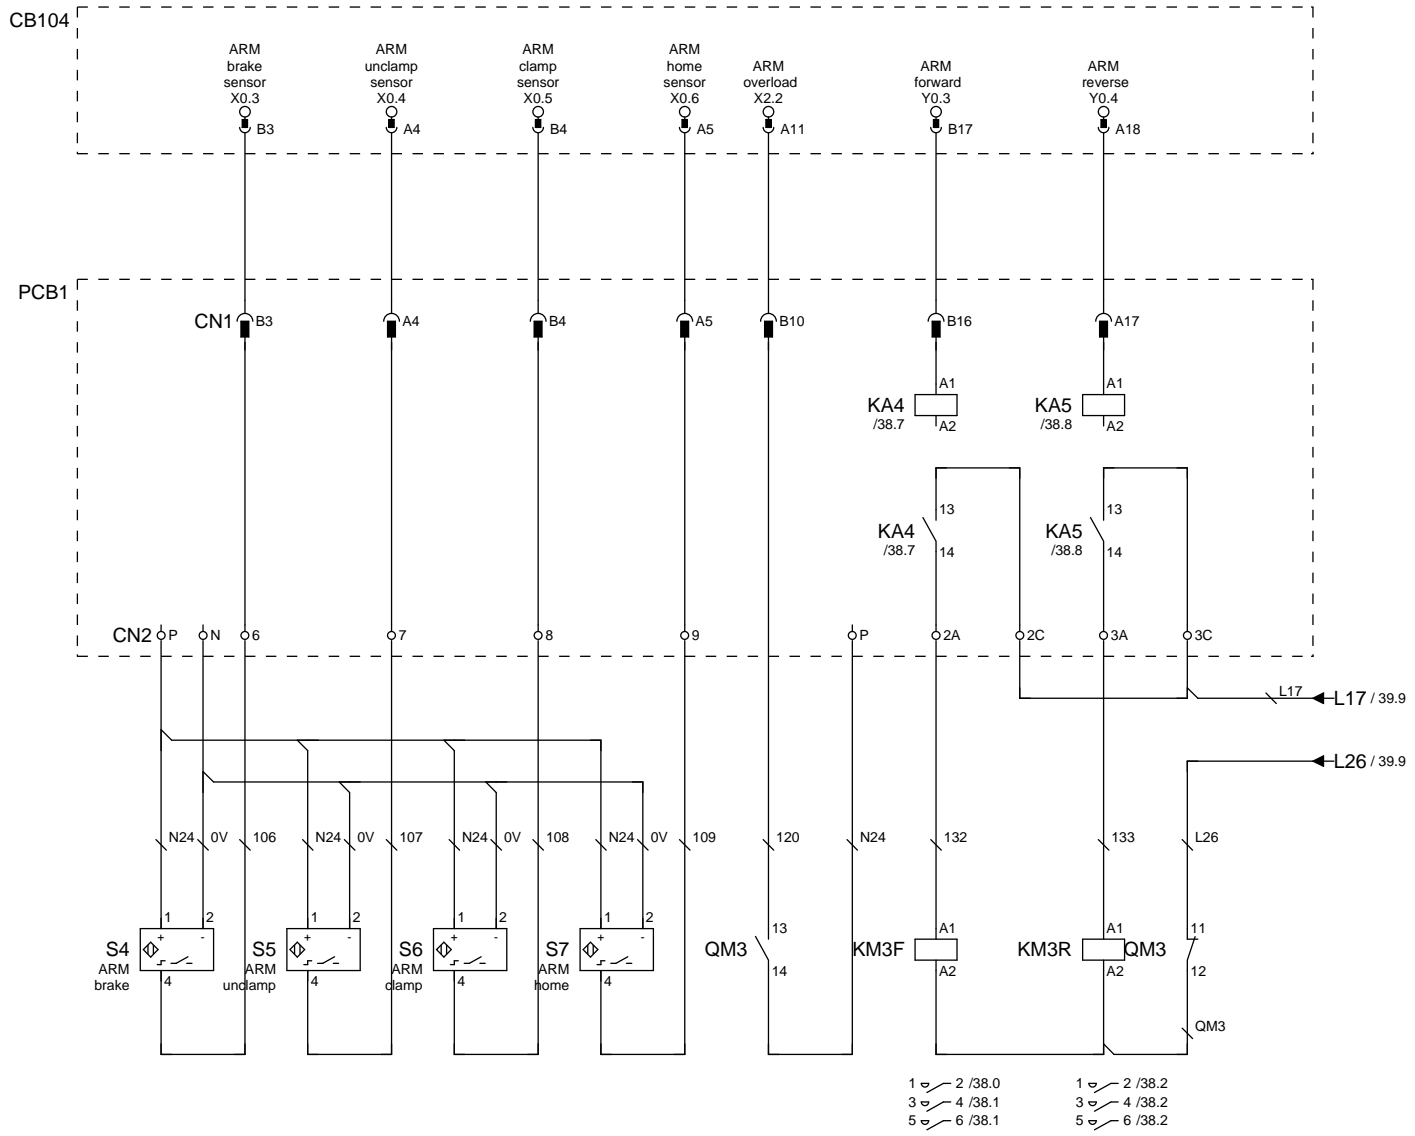 CB104
ARM
brake
sensor
X0.3
B3
ARM
unclamp
sensor
X0.4
A4
ARM
clamp
sensor
X0.5
B4
ARM
home
sensor
X0.6
A5
ARM
overload
X2.2
A11
ARM
forward
Y0.3
B17
ARM
reverse
Y0.4
A18
PCB1
CN1
B3
A4
B4
A5
B10
B16
A17
KA4
/38.7
A1
A2
KA5
/38.8
A1
A2
KA4
/38.7
13
14
KA5
/38.8
13
14
CN2
P
N
6
7
8
9
P
2A
2C
3A
3C
L17
L17 / 39.9
L26 / 39.9
N24
0V
106
N24
0V
107
N24
0V
108
N24
0V
109
120
N24
132
133
L26
S4
ARM
brake
1
2
+
-
4
S5
ARM
unclamp
1
2
+
-
4
S6
ARM
clamp
1
2
+
-
4
S7
ARM
home
1
2
+
-
4
QM3
13
14
KM3F
A1
A2
KM3R
A1
A2
QM3
11
12
QM3
1 2 /38.0
3 4 /38.1
5 6 /38.1
1 2 /38.2
3 4 /38.2
5 6 /38.2